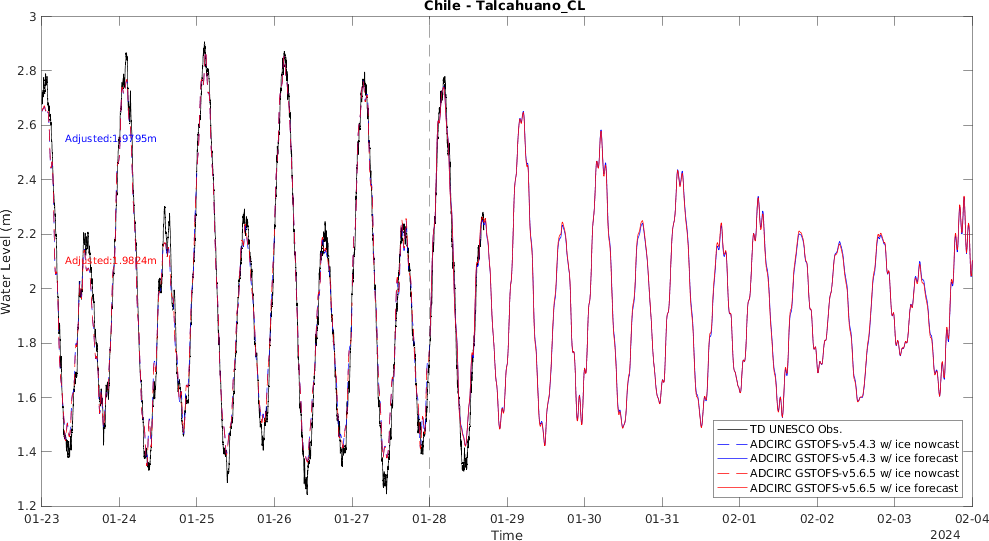 Chile - Talcahuano_CL
3
2.8
2.6
2.4
2.2
2
1.8
1.6
1.4
1.2
Water Level (m)
Adjusted:1.9795m
Adjusted:1.9824m
TD UNESCO Obs.
ADCIRC GSTOFS-v5.4.3 w/ ice nowcast
ADCIRC GSTOFS-v5.4.3 w/ ice forecast
ADCIRC GSTOFS-v5.6.5 w/ ice nowcast
ADCIRC GSTOFS-v5.6.5 w/ ice forecast
01-23 01-24 01-25 01-26 01-27 01-28 01-29 01-30 01-31 02-01 02-02 02-03 02-04
Time
2024